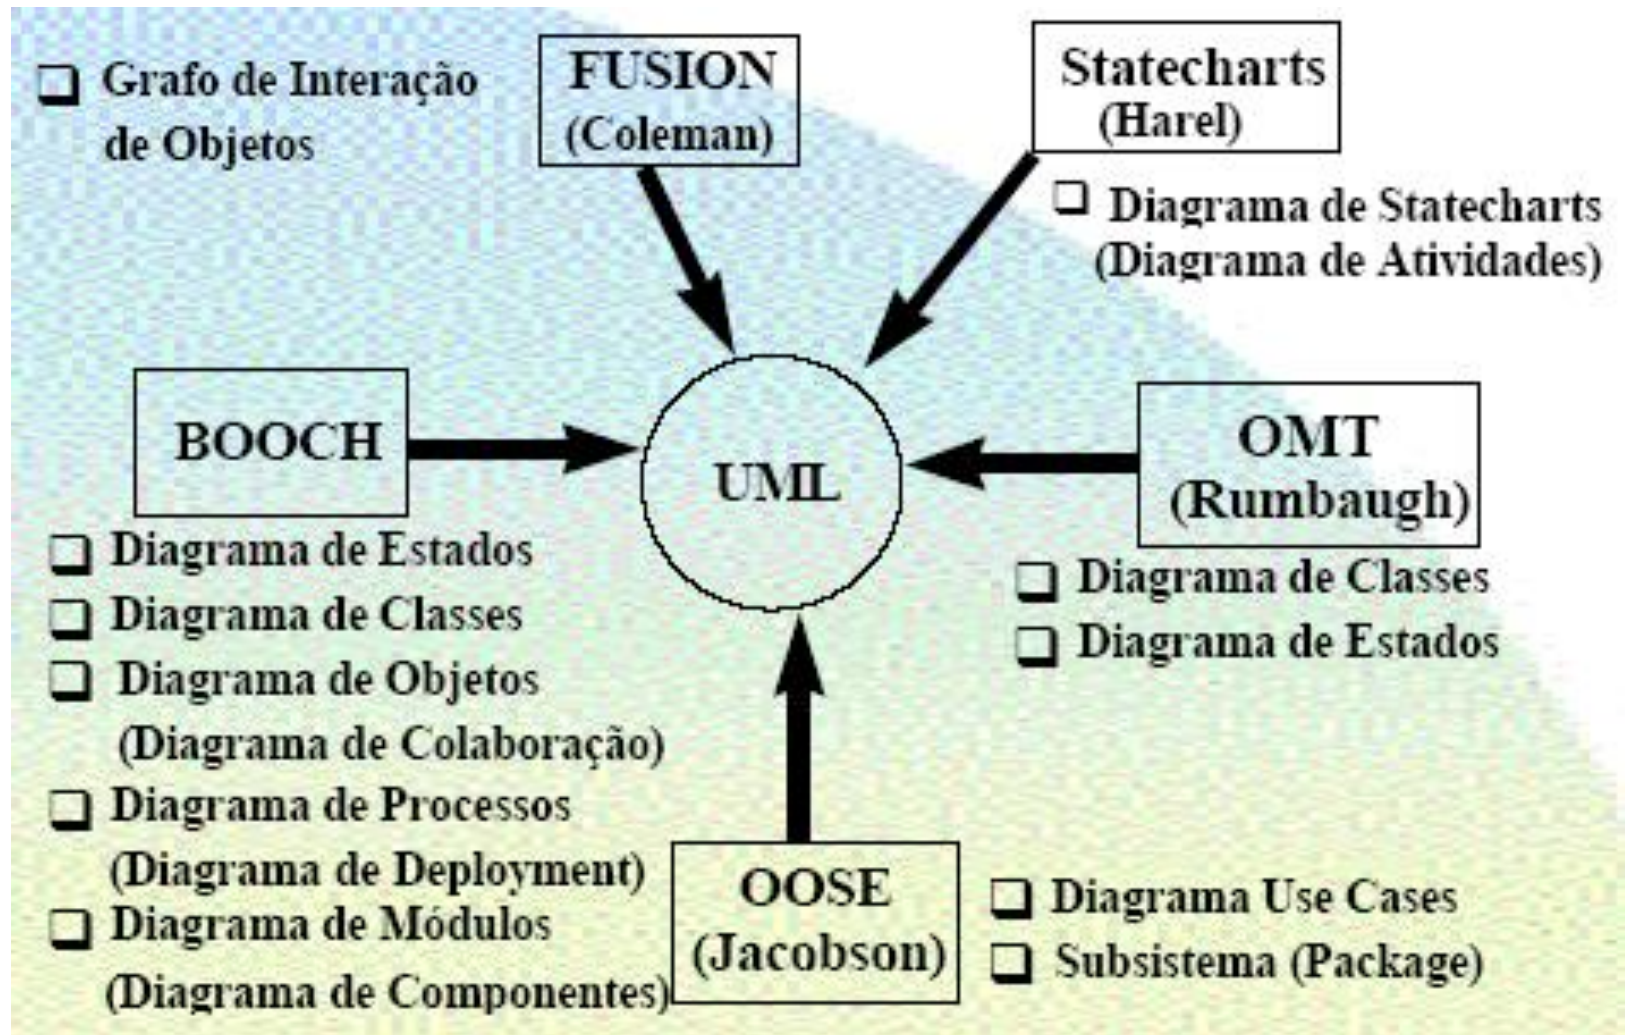 Grafo de Interação
de Objetos
FUSION
(Coleman)
Statecharts
(Harel)
Diagrama de Statecharts
(Diagrama de Atividades)
BOOCH
UML
OMT
(Rumbaugh)
Diagrama de Estados
Diagrama de Classes
Diagrama de Objetos
(Diagrama de Colaboração)
Diagrama de Processos
(Diagrama de Deployment)
Diagrama de Módulos
(Diagrama de Componentes)
Diagrama de Classes
Diagrama de Estados
OOSE
(Jacobson)
Diagrama Use Cases
Subsistema (Package)